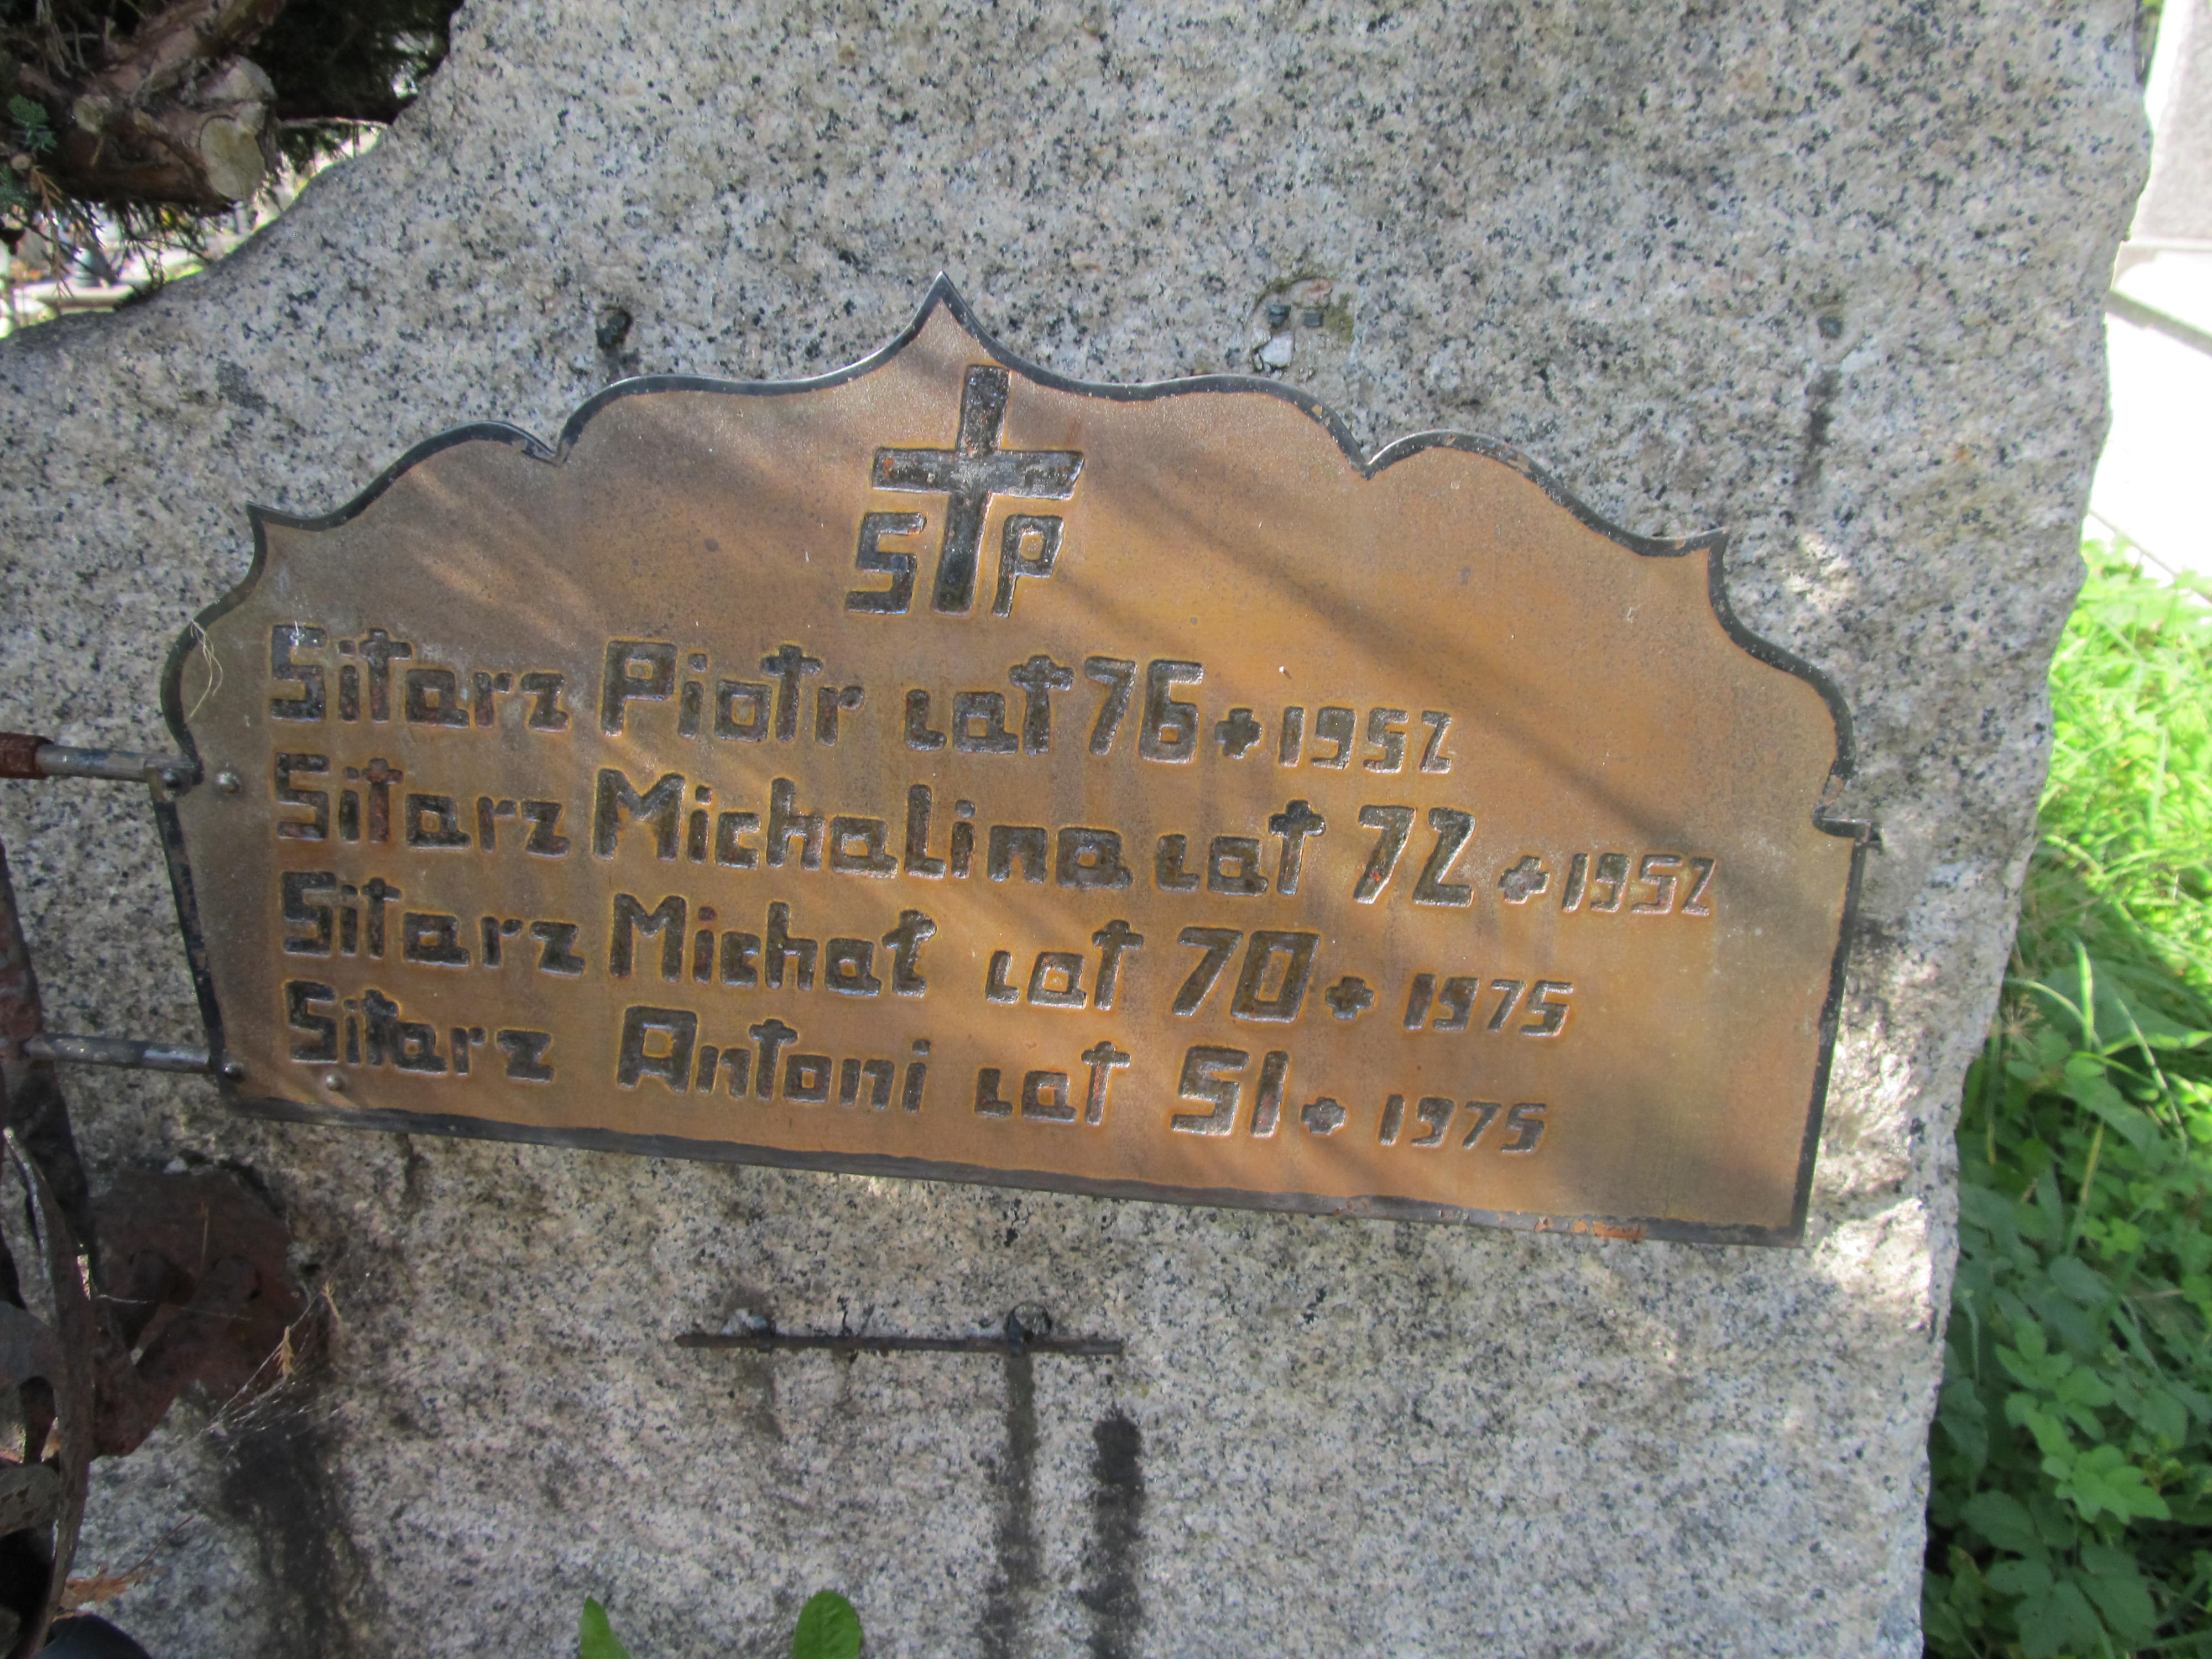 S✝P
Sitarz Piotr lat 76 + 1952
Sitarz Michalina lat 72 + 1952
Sitarz Michał lat 70 + 1975
Sitarz Antoni lat 51 + 1975